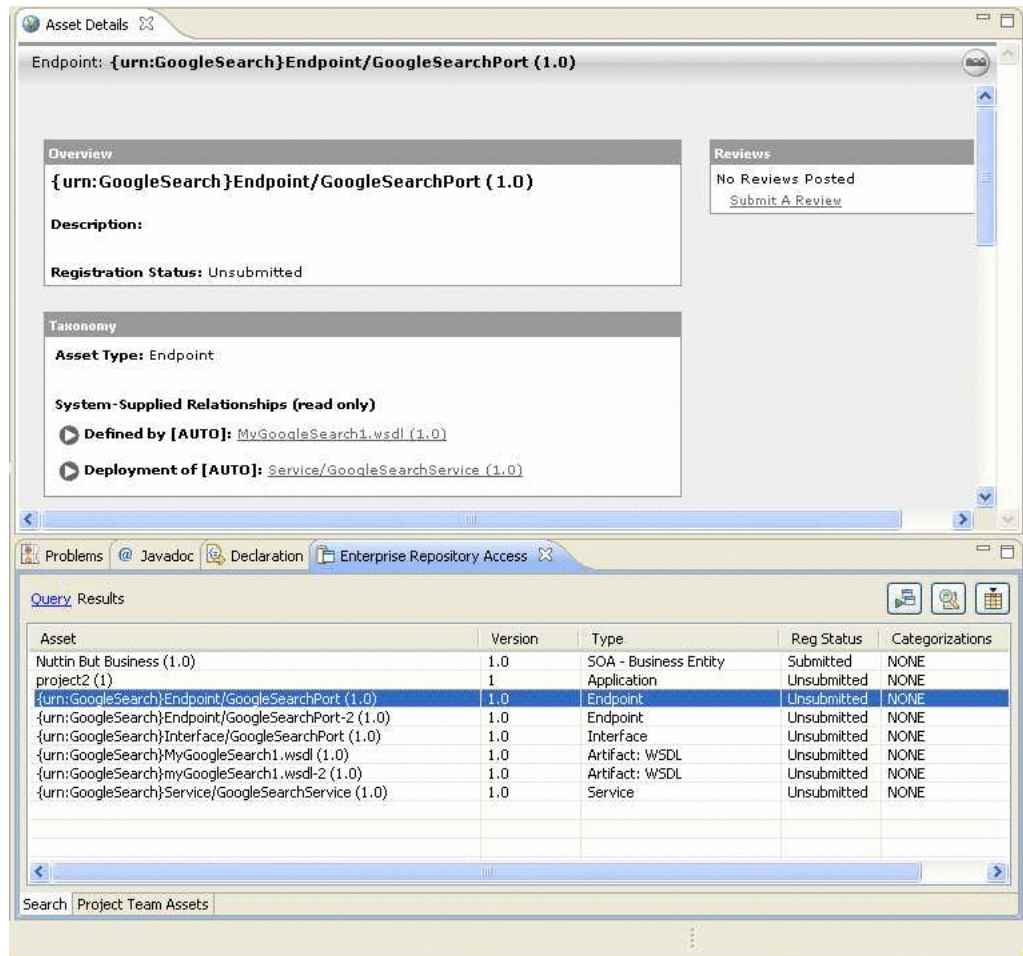 Asset Details
Endpoint: {urn:GoogleSearch}Endpoint/GoogleSearchPort (1.0)
Overview
{urn:GoogleSearch}Endpoint/GoogleSearchPort (1.0)
Description:
Registration Status: Unsubmitted
Reviews
No Reviews Posted
Submit A Review
Taxonomy
Asset Type: Endpoint
System-Supplied Relationships (read only)
Defined by [AUTO]: MyGoogleSearch1.wsdl (1.0)
Deployment of [AUTO]: Service/GoogleSearchService (1.0)
Problems @ Javadoc Declaration Enterprise Repository Access
Query Results
Asset Version Type Reg Status Categorizations
Nuttin But Business (1.0) 1.0 SOA - Business Entity Submitted NONE
project2 (1) 1 Application Unsubmitted NONE
{urn:GoogleSearch}Endpoint/GoogleSearchPort (1.0) 1.0 Endpoint Unsubmitted NONE
{urn:GoogleSearch}Endpoint/GoogleSearchPort-2 (1.0) 1.0 Endpoint Unsubmitted NONE
{urn:GoogleSearch}Interface/GoogleSearchPort (1.0) 1.0 Interface Unsubmitted NONE
{urn:GoogleSearch}MyGoogleSearch1.wsdl (1.0) 1.0 Artifact: WSDL Unsubmitted NONE
{urn:GoogleSearch}myGoogleSearch1.wsdl-2 (1.0) 1.0 Artifact: WSDL Unsubmitted NONE
{urn:GoogleSearch}Service/GoogleSearchService (1.0) 1.0 Service Unsubmitted NONE
Search Project Team Assets